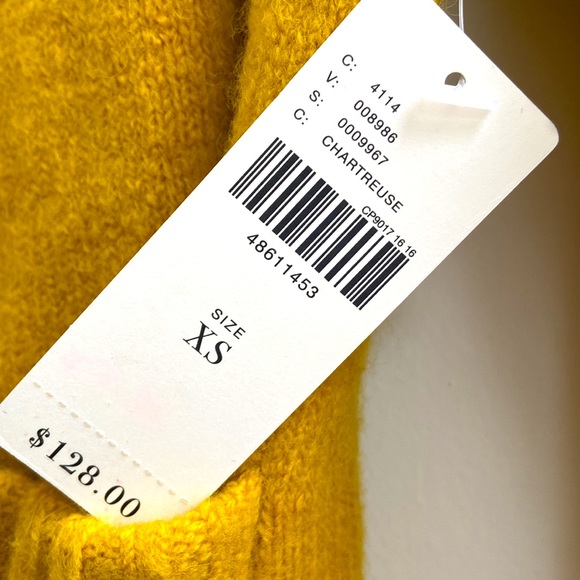 C: 4114
V: 008986
S: 0009967
C: CHARTREUSE
CP9017 16 16
48611453
SIZE
XS
$128.00